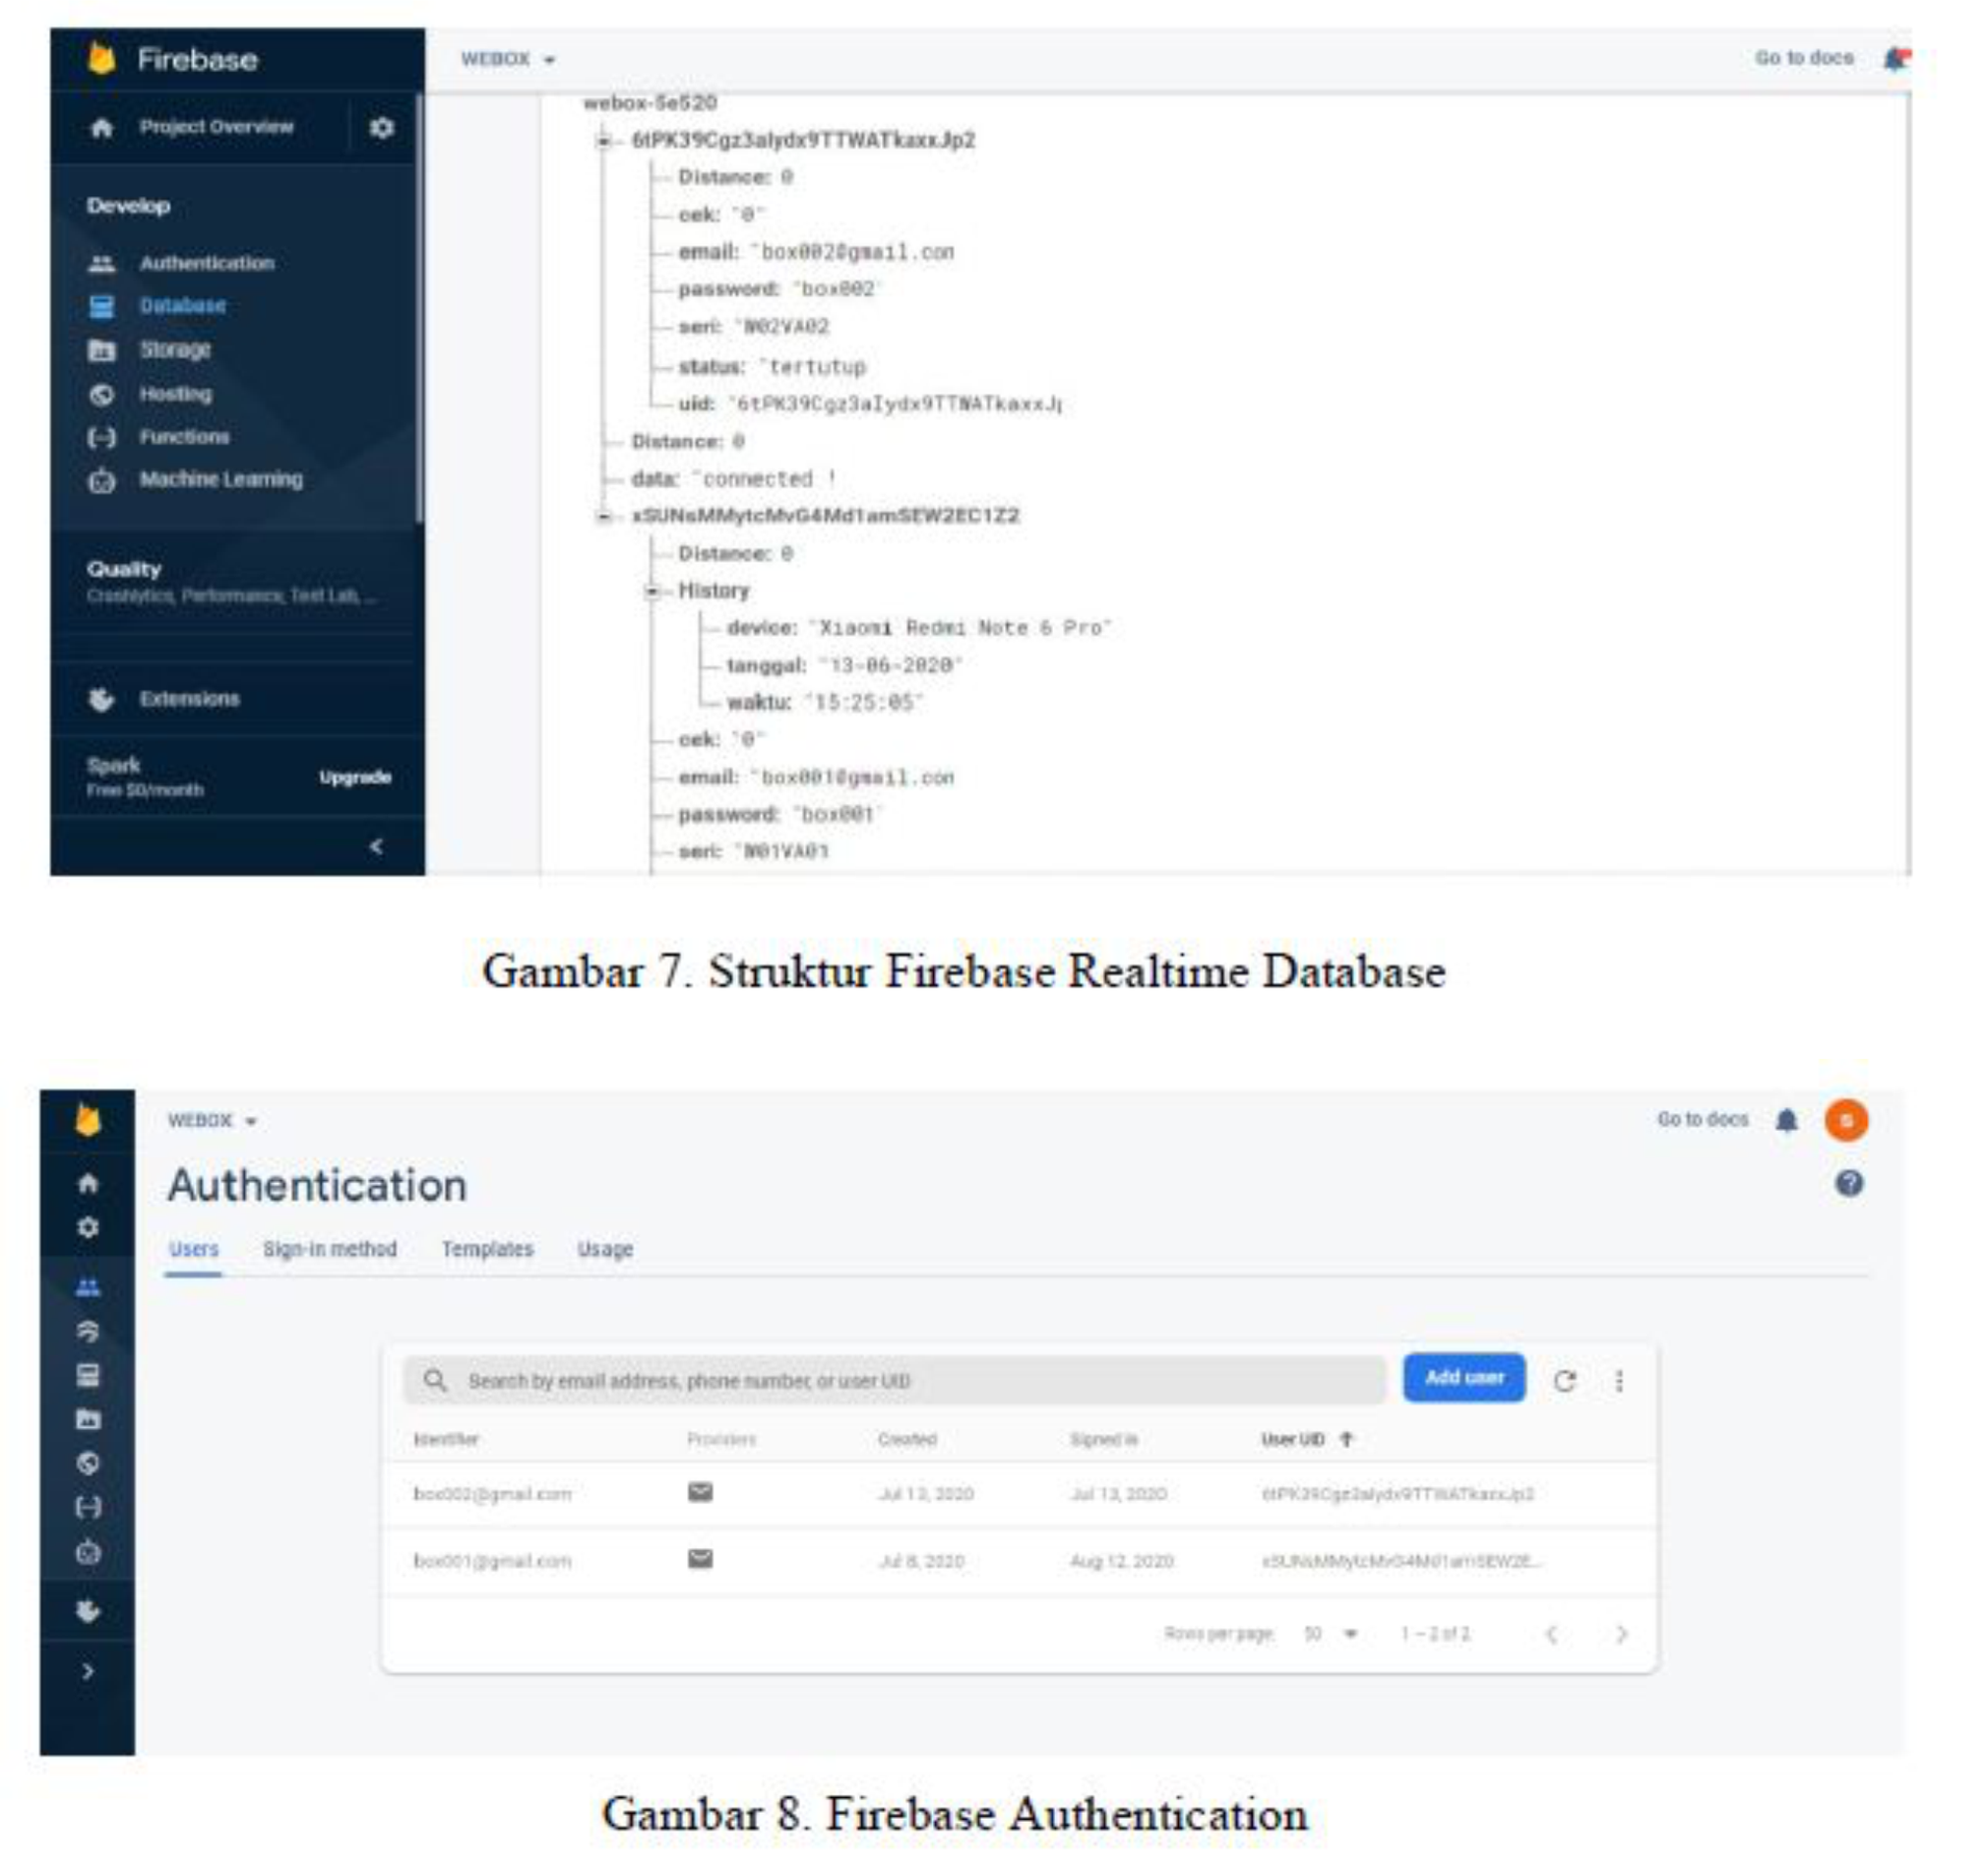 Firebase
WEBOX
Go to docs
Project Overview
Develop
Authentication
Database
Storage
Hosting
Functions
Machine Learning
Quality
Crashlytics, Performance, Test Lab, ...
Extensions
Spark
Free $0/month
Upgrade
webox-5e520
6tPK39Cgz3aIydx9TTWATkaxxJp2
Distance: 0
cek: "0"
email: "box002@gmail.con
password: "box002"
seri: "W02VA02
status: "tertutup
uid: "6tPK39Cgz3aIydx9TTWATkaxxJp
Distance: 0
data: "connected !
xSUNsMMytcMvG4Md1amSEW2EC1Z2
Distance: 0
History
device: "Xiaomi Redmi Note 6 Pro"
tanggal: "13-06-2020"
waktu: "15:25:05"
cek: "0"
email: "box001@gmail.con
password: "box001"
seri: "W01VA01
Gambar 7. Struktur Firebase Realtime Database
WEBOX
Go to docs
Authentication
Users Sign-in method Templates Usage
Search by email address, phone number, or user UID
Add user
Identifier Providers Created Signed in User UID
box002@gmail.com Jul 13, 2020 Jul 13, 2020 6tPK39Cgz3aIydx9TTWATkaxxJp2
box001@gmail.com Jul 8, 2020 Aug 12, 2020 xSUNsMMytcMvG4Md1amSEW2E...
Rows per page: 50 1 – 2 of 2
Gambar 8. Firebase Authentication